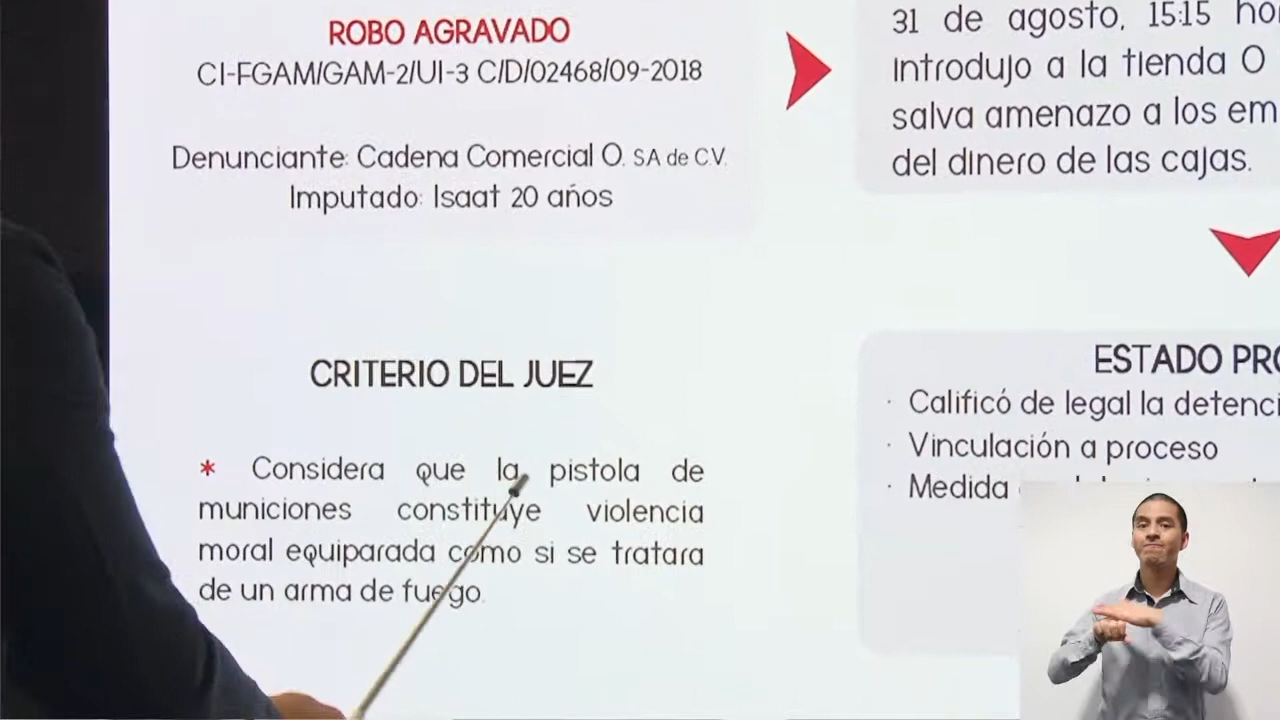 ROBO AGRAVADO
CI-FGAM/GAM-2/UI-3 C/D/02468/09-2018
Denunciante: Cadena Comercial O. SA de C.V.
Imputado: Isaat 20 años
31 de agosto, 15:15
introdujo a la tienda O
salva amenazo a los em
del dinero de las cajas.
CRITERIO DEL JUEZ
* Considera que la pistola de
municiones constituye violencia
moral equiparada como si se tratara
de un arma de fuego.
ESTADO PRO
· Calificó de legal la detenci
· Vinculación a proceso
· Medida